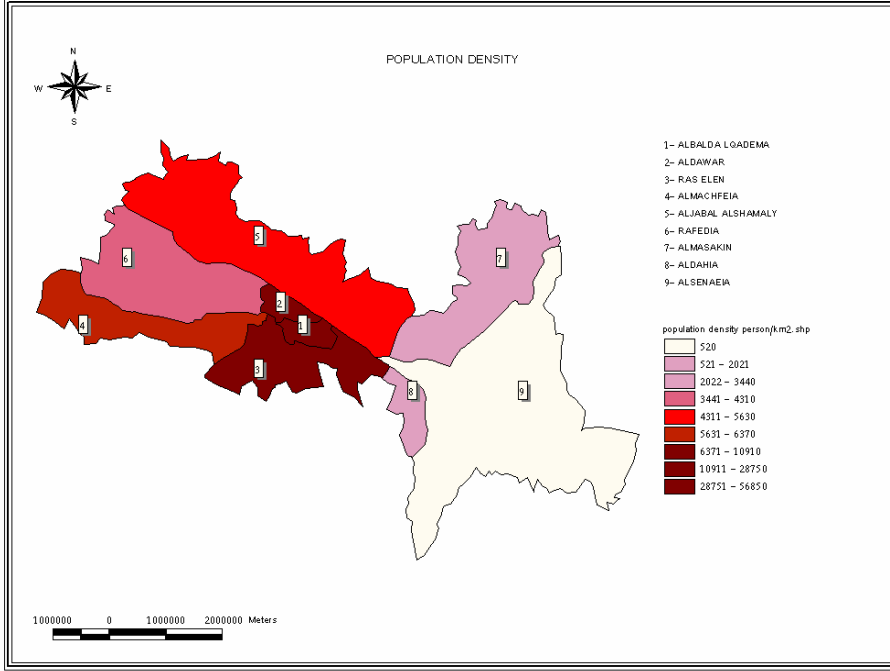 POPULATION DENSITY
N
W E
S
1- ALBALDA LQADEMA
2- ALDAWAR
3- RAS ELEN
4- ALMACHFEIA
5- ALJABAL ALSHAMALY
6- RAFEDIA
7- ALMASAKIN
8- ALDAHIA
9- ALSENAEIA
5
6
7
2
1
4
3
8
9
population density person/km2.shp
520
521 - 2021
2022 - 3440
3441 - 4310
4311 - 5630
5631 - 6370
6371 - 10910
10911 - 28750
28751 - 56850
1000000 0 1000000 2000000 Meters